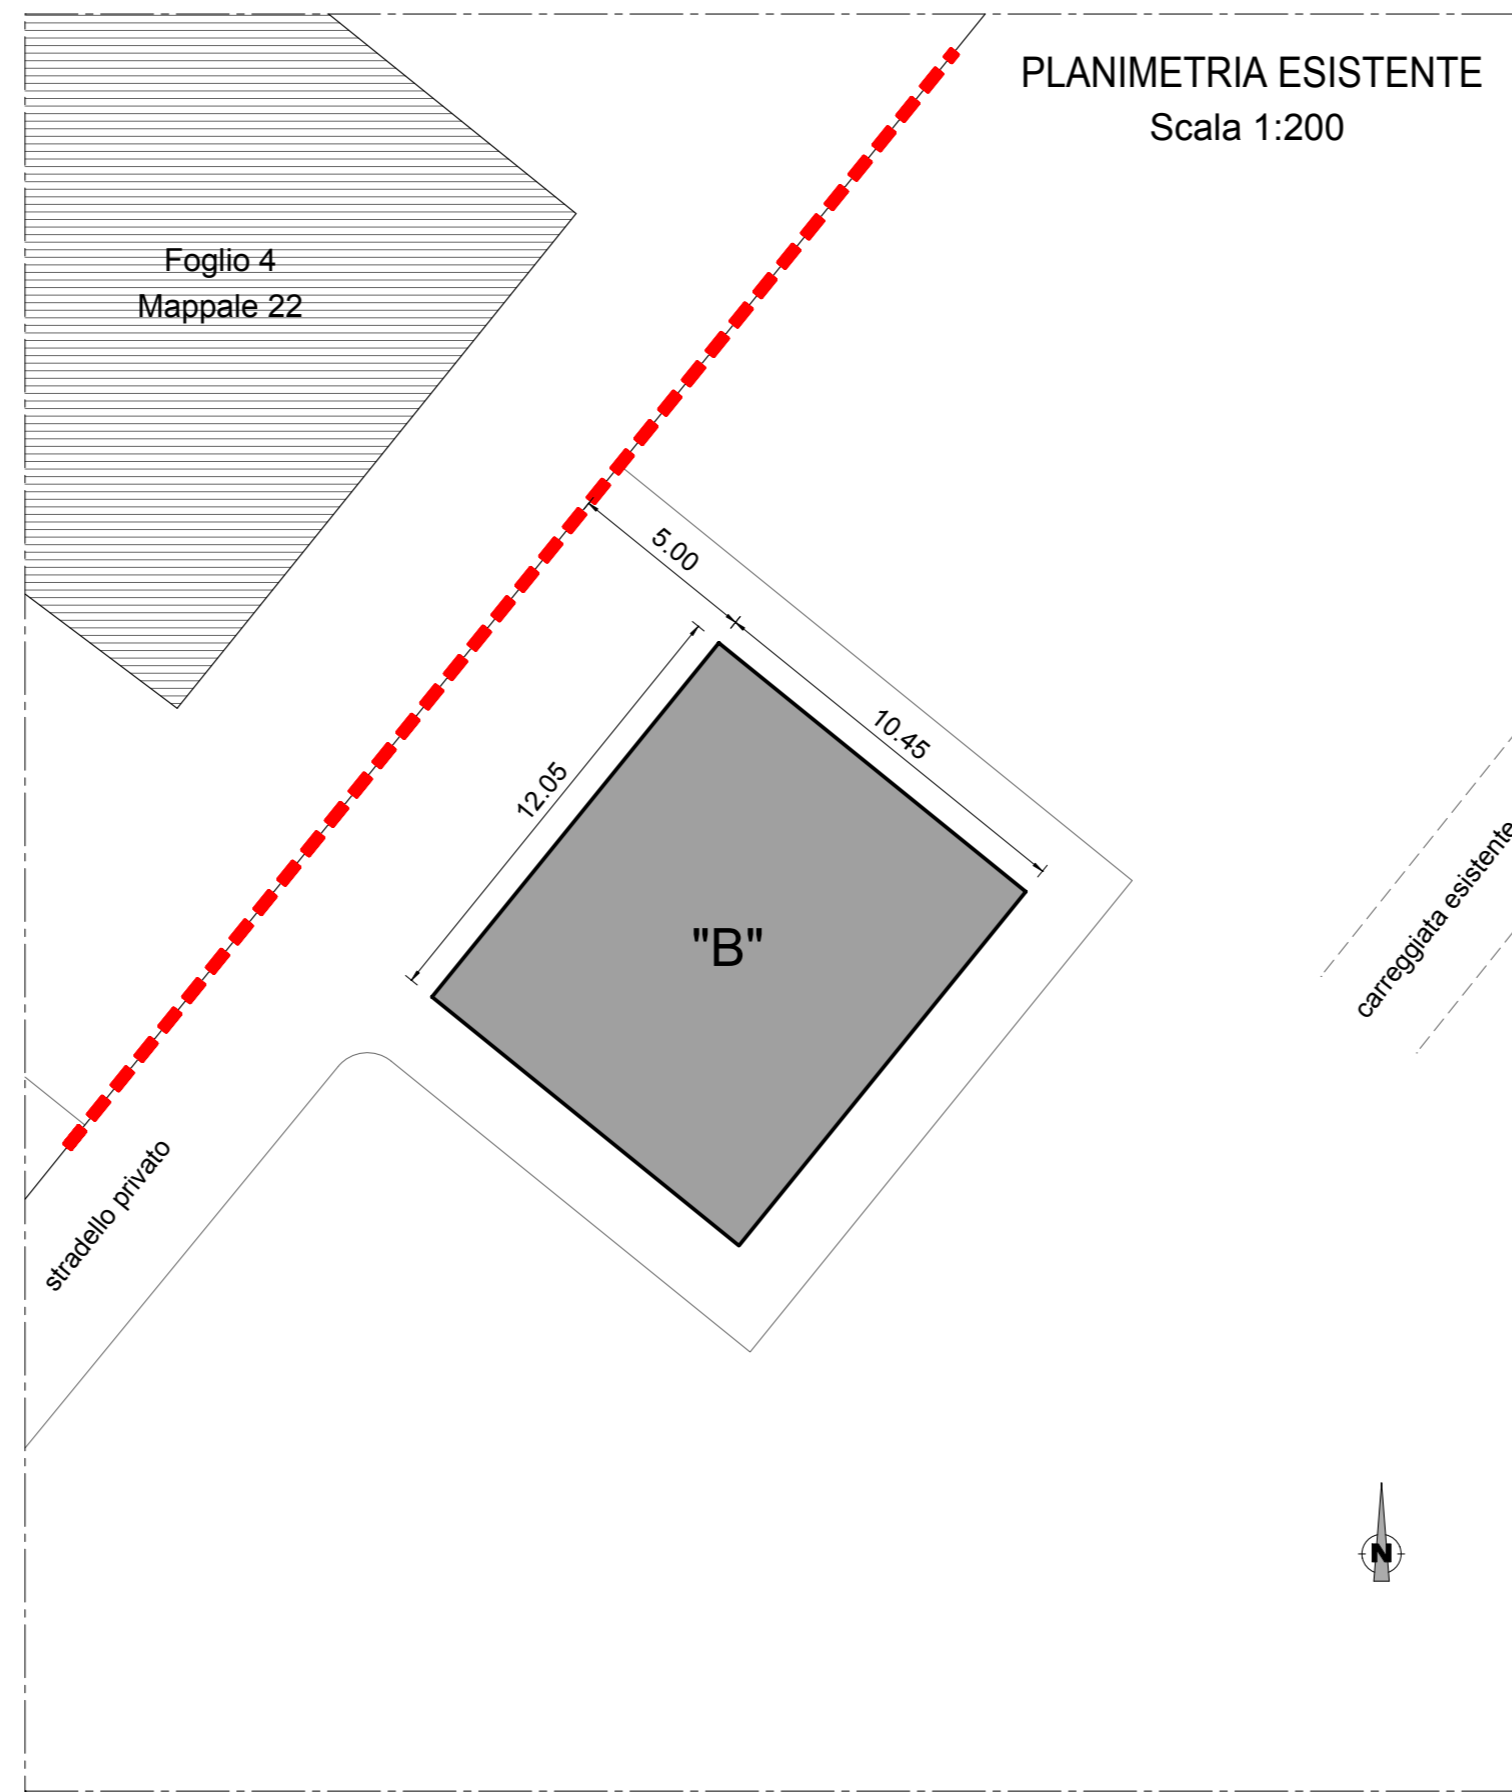 PLANIMETRIA ESISTENTE
Scala 1:200
Foglio 4
Mappale 22
5.00
10.45
12.05
"B"
carreggiata esistente
stradello privato
N